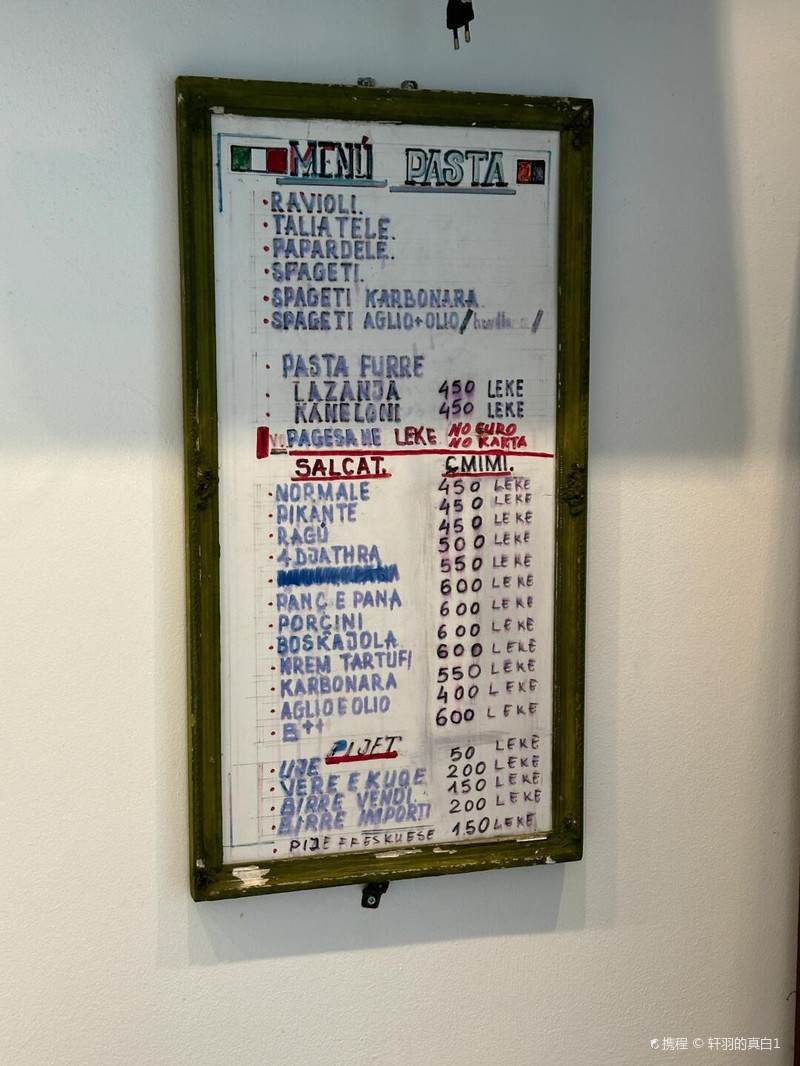 MENÚ PASTA
• RAVIOLI.
• TALIATELE.
• PAPARDELE.
• SPAGETI.
• SPAGETI KARBONARA.
• SPAGETI AGLIO+OLIO/ /
• PASTA FURRE
• LAZANJA 450 LEKE
• KANELONI 450 LEKE
PAGESA NE LEKE NO EURO
NO KARTA
SALCAT. ÇMIMI.
• NORMALE 450 LEKE
• PIKANTE 450 LEKE
• RAGÚ 450 LEKE
• 4 DJATHRA 500 LEKE
550 LEKE
• PANÇ E PANA 600 LEKE
• PORÇINI 600 LEKE
• BOSKAJOLA 600 LEKE
• KREM TARTUFI 600 LEKE
• KARBONARA 550 LEKE
• AGLIO E OLIO 400 LEKE
• B++ 600 LEKE
PIJET
• UJE 50 LEKE
• VERE E KUQE 200 LEKE
• BIRRE VENDI. 150 LEKE
• BIRRE IMPORTI 200 LEKE
• PIJE FRESKUESE 150 LEKE
携程 © 轩羽的真白1